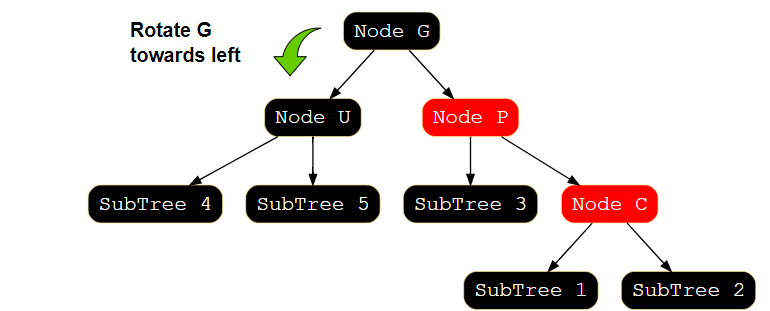 Rotate G
towards left
Node G
Node U
Node P
SubTree 4
SubTree 5
SubTree 3
Node C
SubTree 1
SubTree 2